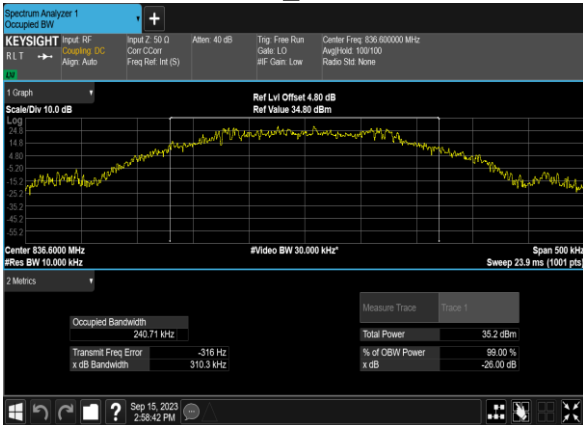 Spectrum Analyzer 1
Occupied BW
KEYSIGHT
RLT
LU
Input: RF
Coupling: DC
Align: Auto
Input Z: 50 Ω
Corr CCorr
Freq Ref: Int (S)
Atten: 40 dB
Trig: Free Run
Gate: LO
#IF Gain: Low
Center Freq: 836.600000 MHz
Avg|Hold: 100/100
Radio Std: None
1 Graph
Scale/Div 10.0 dB
Ref Lvl Offset 4.80 dB
Ref Value 34.80 dBm
Log
24.8
14.8
4.80
-5.20
-15.2
-25.2
-35.2
-45.2
-55.2
Center 836.6000 MHz
#Res BW 10.000 kHz
#Video BW 30.000 kHz*
Span 500 kHz
Sweep 23.9 ms (1001 pts)
2 Metrics
Measure Trace Trace 1
Occupied Bandwidth
240.71 kHz
Total Power 35.2 dBm
Transmit Freq Error -316 Hz
% of OBW Power 99.00 %
x dB Bandwidth 310.3 kHz
x dB -26.00 dB
?
Sep 15, 2023
2:58:42 PM